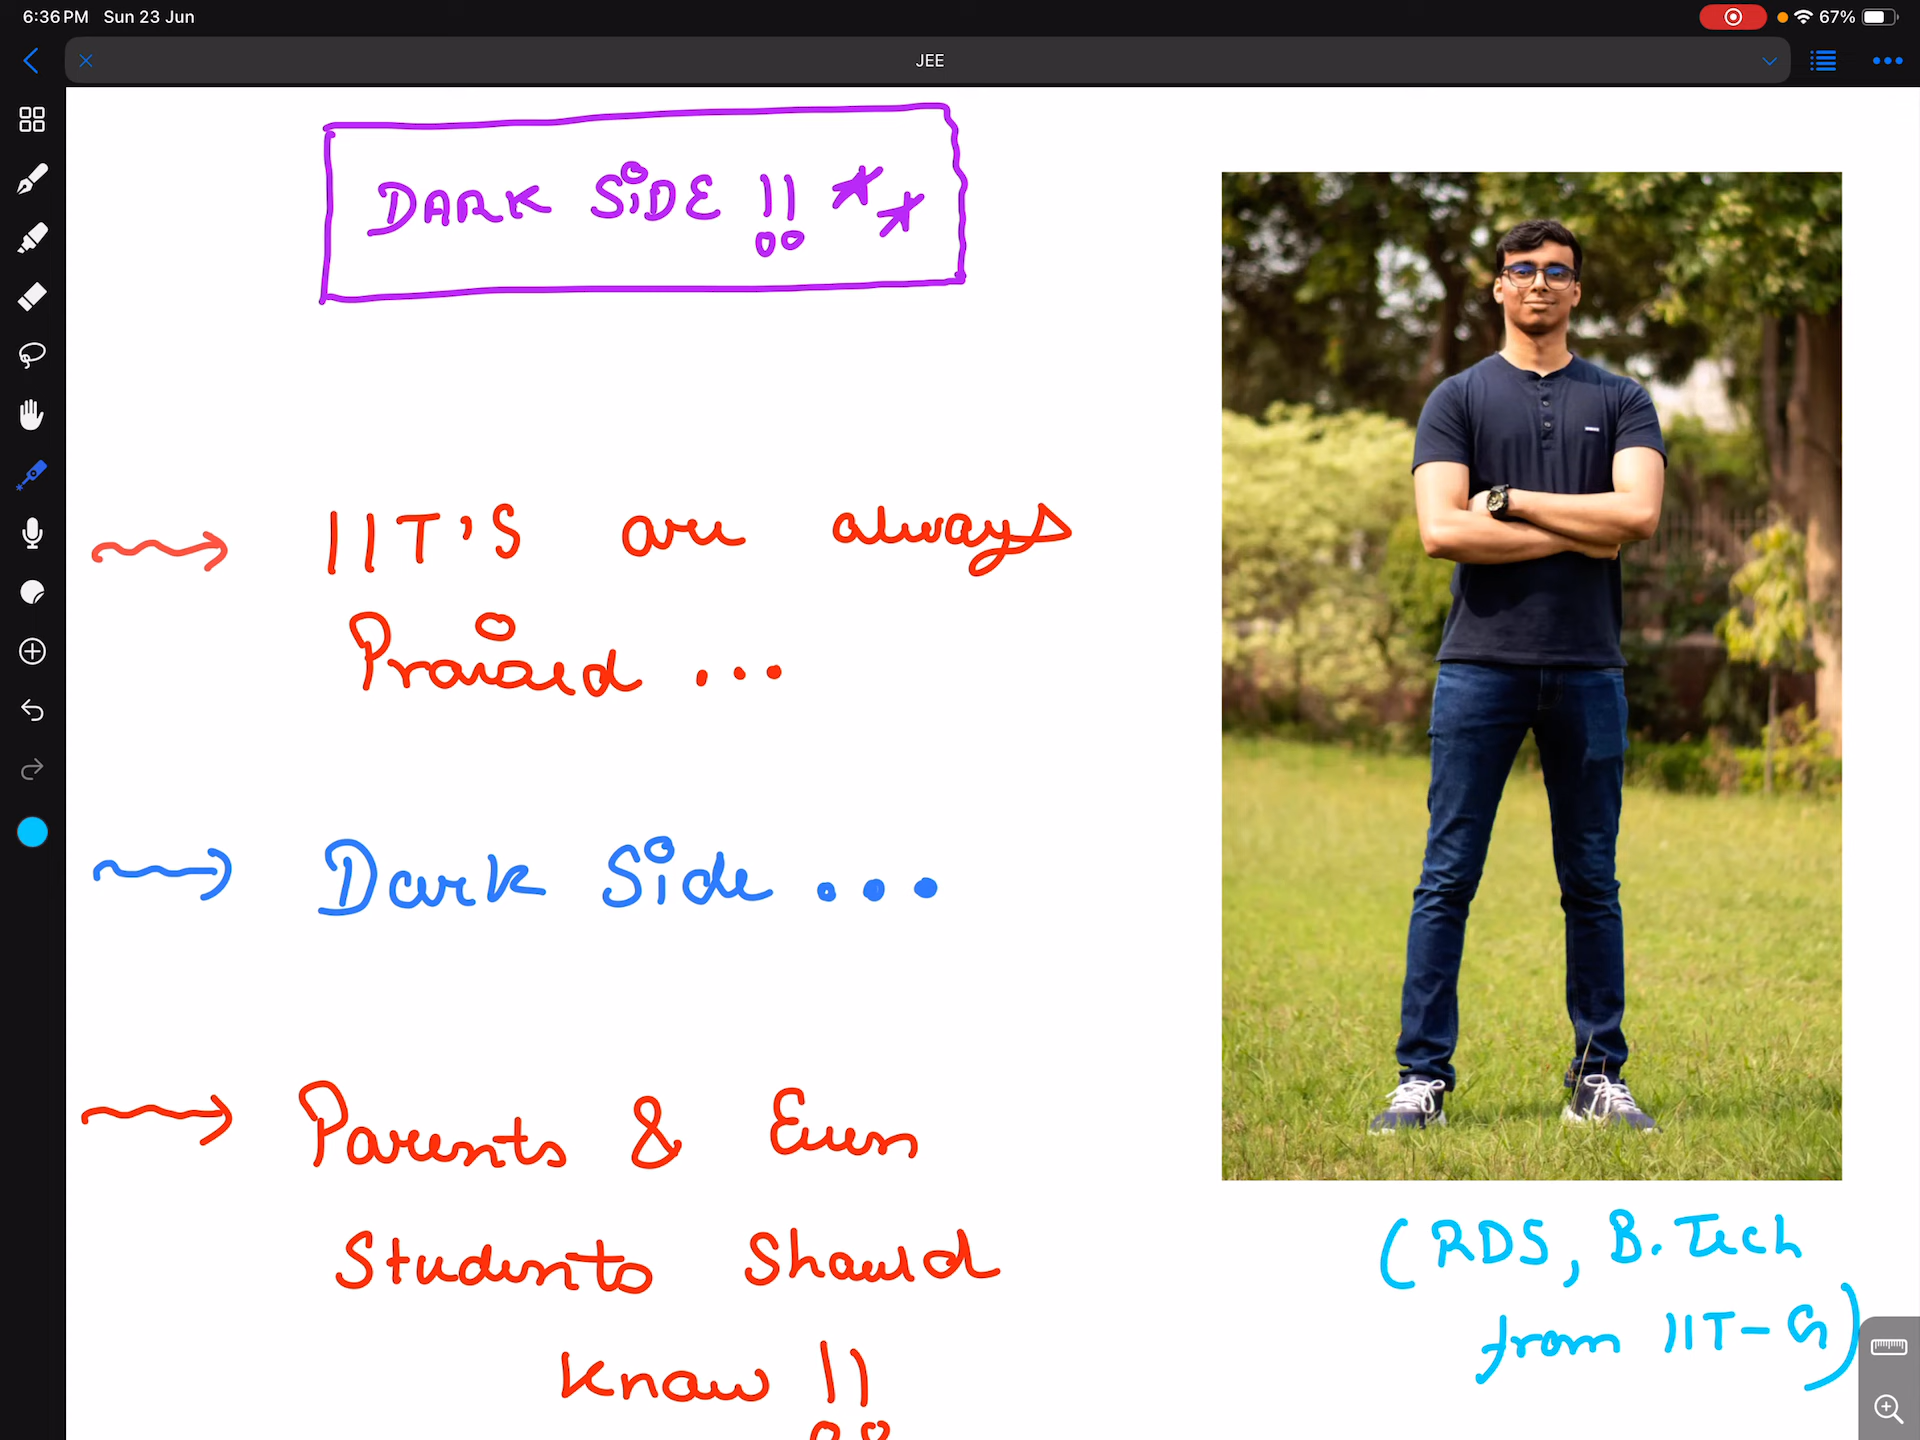 6:36 PM Sun 23 Jun
67%
JEE
DARK SiDE !! **
IIT'S are always
Praised ...
Dark Side ...
Parents & Even
Students Should
Know !!
(RDS, B.Tech
from IIT-G)